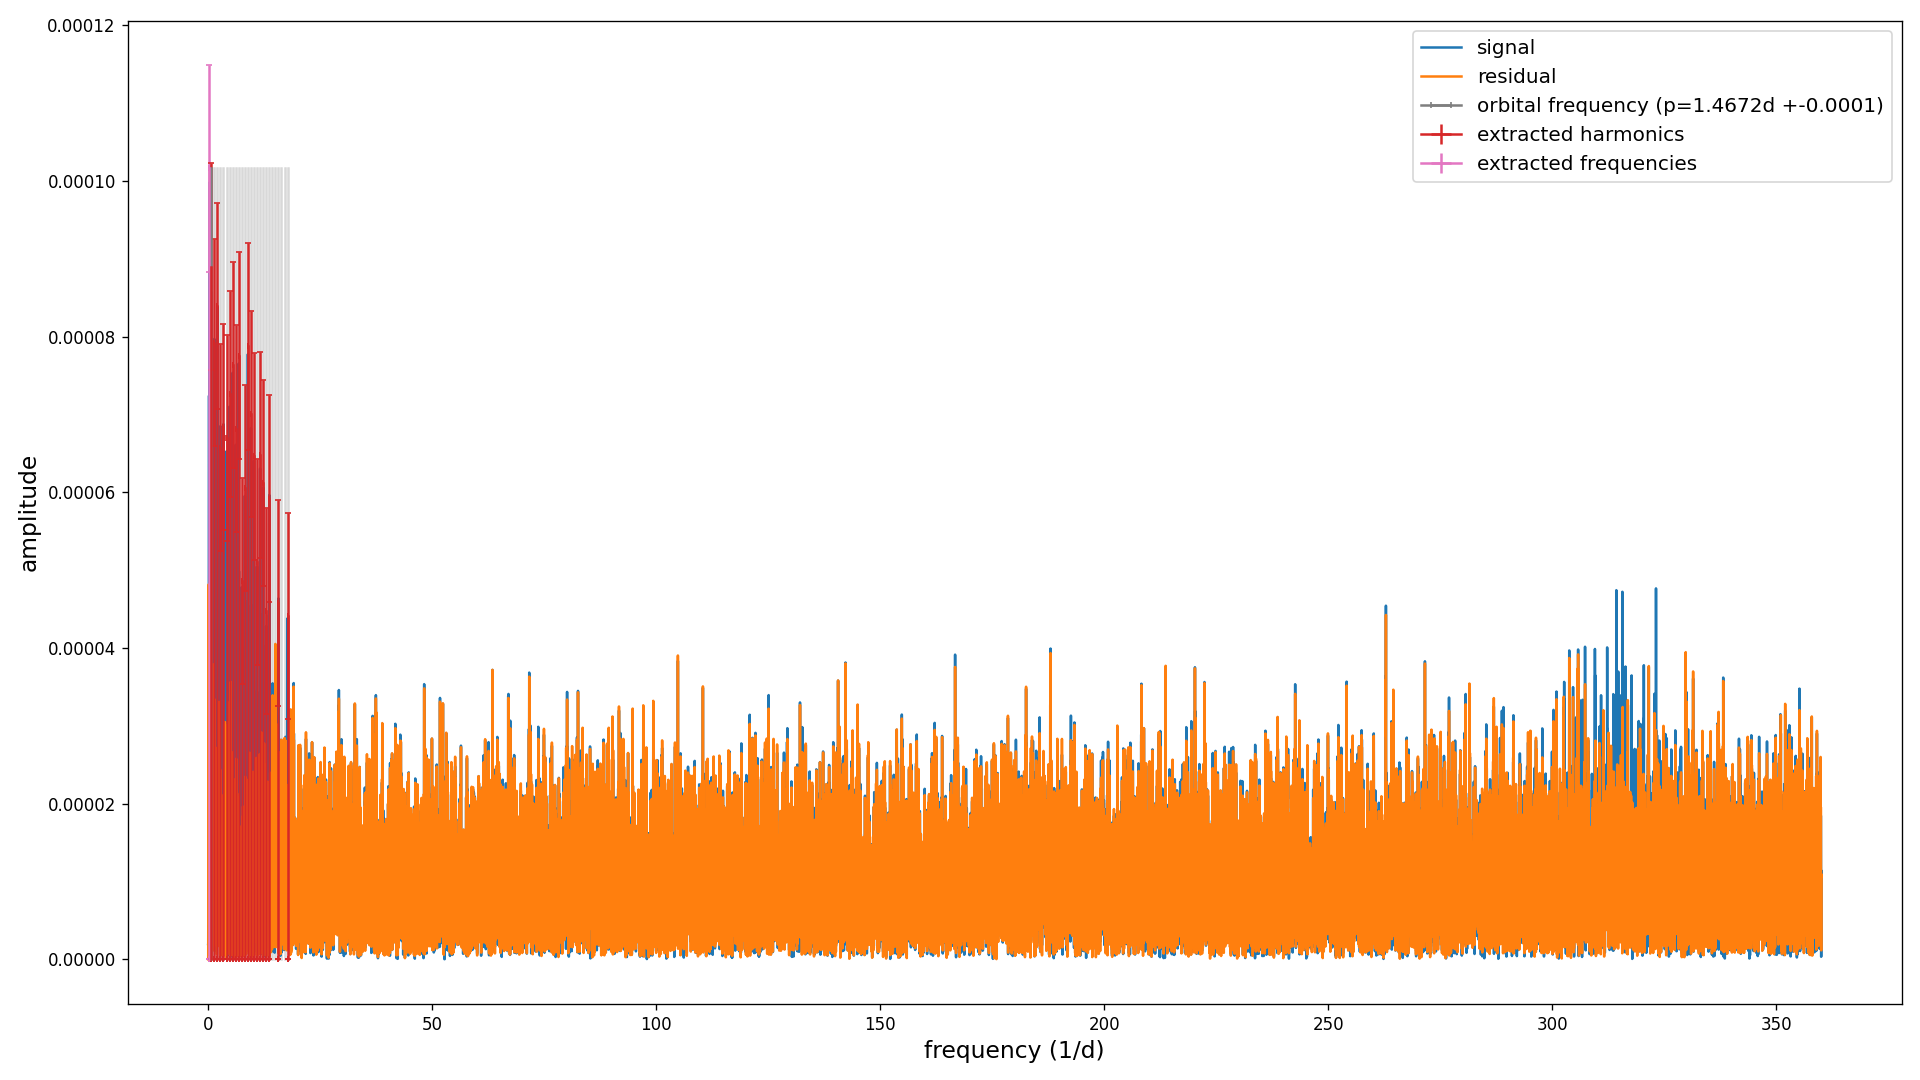 0.00012
0.00010
0.00008
0.00006
0.00004
0.00002
0.00000
amplitude
signal
residual
orbital frequency (p=1.4672d +-0.0001)
extracted harmonics
extracted frequencies
0 50 100 150 200 250 300 350
frequency (1/d)